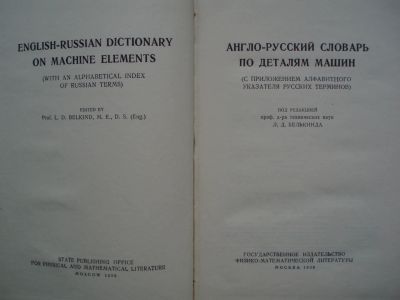 ENGLISH-RUSSIAN DICTIONARY
ON MACHINE ELEMENTS
(WITH AN ALPHABETICAL INDEX
OF RUSSIAN TERMS)
EDITED BY
Prof. L. D. BELKIND, M. E., D. S. (Eng.)
STATE PUBLISHING OFFICE
FOR PHYSICAL AND MATHEMATICAL LITERATURE
MOSCOW
АНГЛО-РУССКИЙ СЛОВАРЬ
ПО ДЕТАЛЯМ МАШИН
(С ПРИЛОЖЕНИЕМ АЛФАВИТНОГО
УКАЗАТЕЛЯ РУССКИХ ТЕРМИНОВ)
ПОД РЕДАКЦИЕЙ
проф. д-ра технических наук
Л. Д. БЕЛЬКИНДА
ГОСУДАРСТВЕННОЕ ИЗДАТЕЛЬСТВО
ФИЗИКО-МАТЕМАТИЧЕСКОЙ ЛИТЕРАТУРЫ
МОСКВА